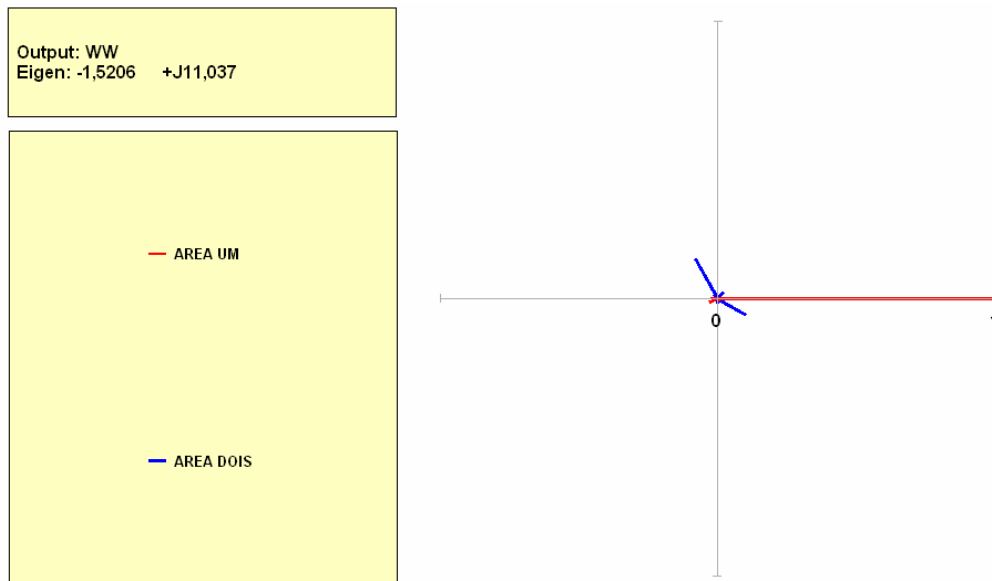 Output: WW
Eigen: -1,5206 +J11,037
AREA UM
AREA DOIS
0